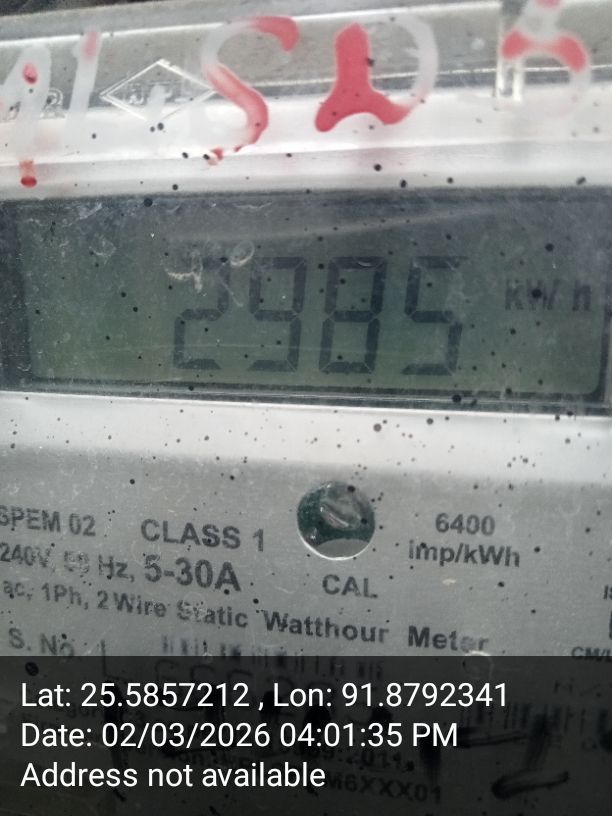 2985 kWh
SPEM 02 CLASS 1
6400
imp/kWh
240V, 50 Hz, 5-30A
CAL
ac, 1Ph, 2 Wire Static Watthour Meter
S. No.
Lat: 25.5857212 , Lon: 91.8792341
Date: 02/03/2026 04:01:35 PM
Address not available